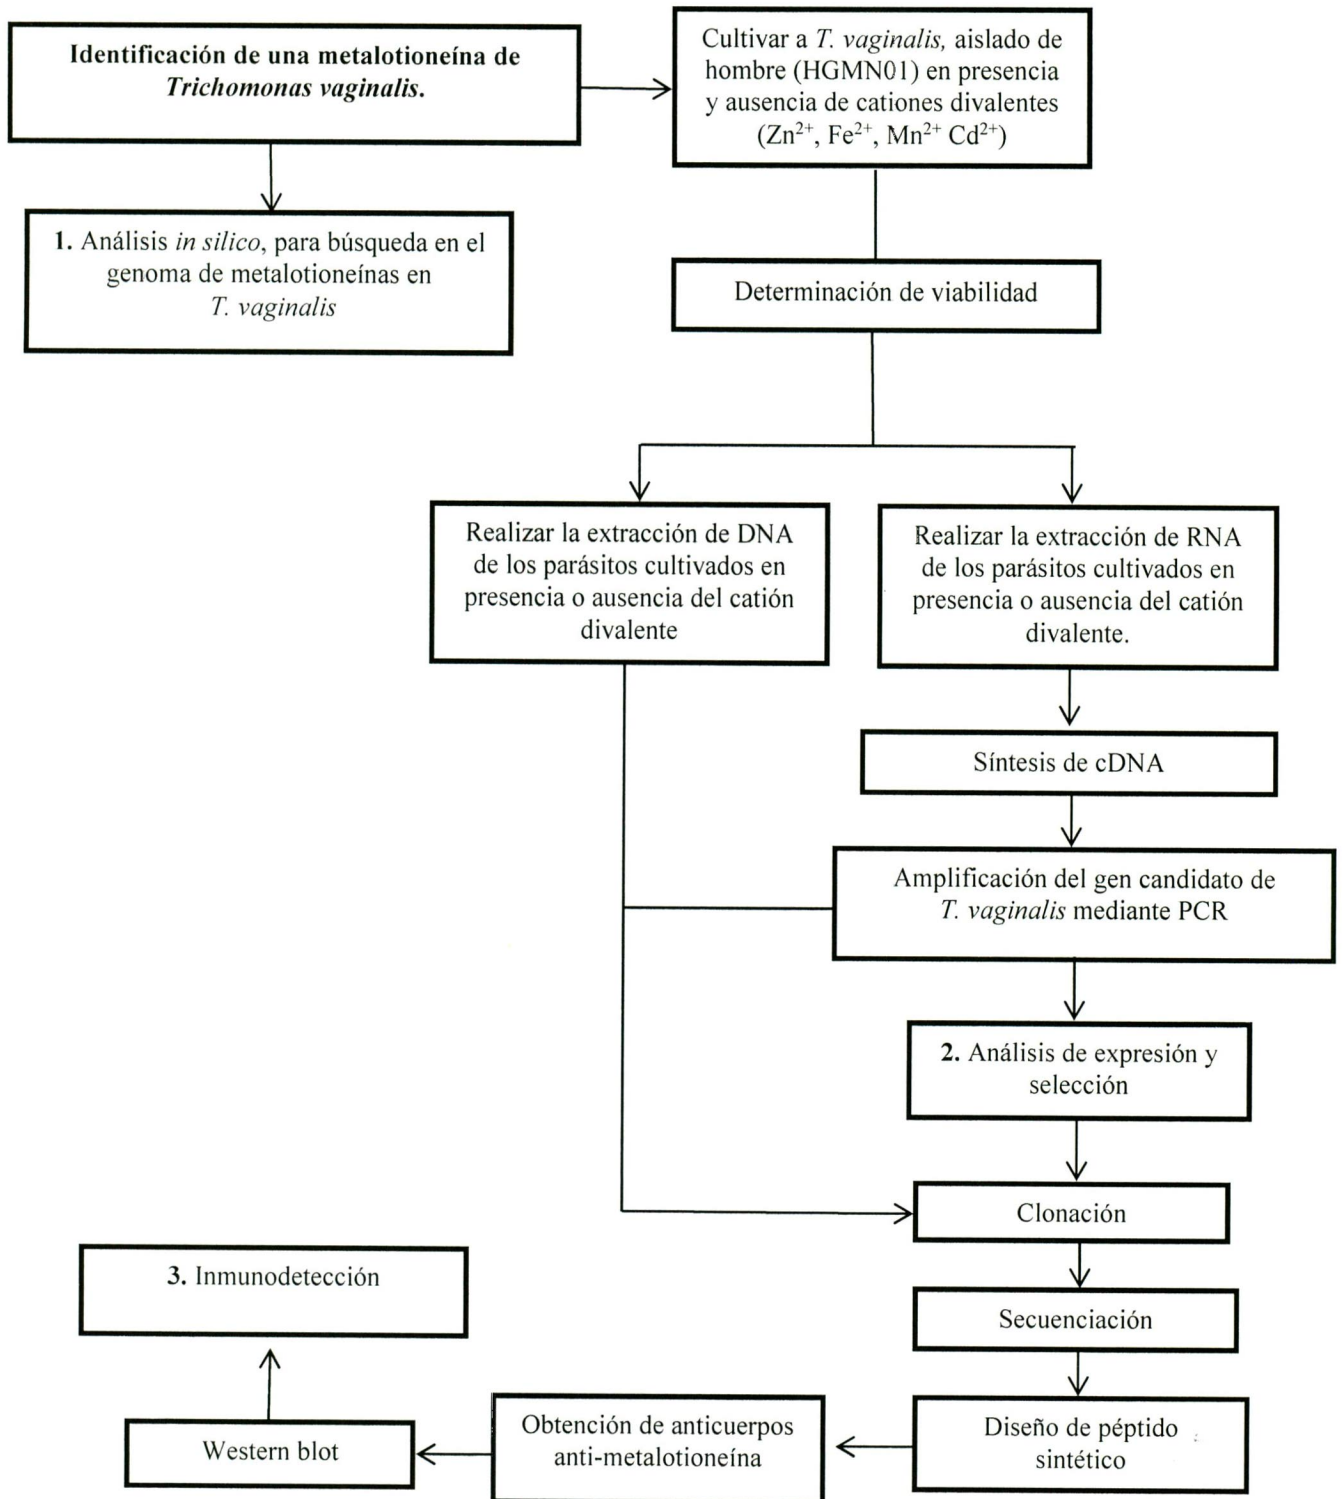 Identificación de una metalotioneína de
Trichomonas vaginalis.
Cultivar a T. vaginalis, aislado de
hombre (HGMN01) en presencia
y ausencia de cationes divalentes
(Zn²⁺, Fe²⁺, Mn²⁺ Cd²⁺)
1. Análisis in silico, para búsqueda en el
genoma de metalotioneínas en
T. vaginalis
Determinación de viabilidad
Realizar la extracción de DNA
de los parásitos cultivados en
presencia o ausencia del catión
divalente
Realizar la extracción de RNA
de los parásitos cultivados en
presencia o ausencia del catión
divalente.
Síntesis de cDNA
Amplificación del gen candidato de
T. vaginalis mediante PCR
2. Análisis de expresión y
selección
Clonación
Secuenciación
Diseño de péptido
sintético
Obtención de anticuerpos
anti-metalotioneína
Western blot
3. Inmunodetección